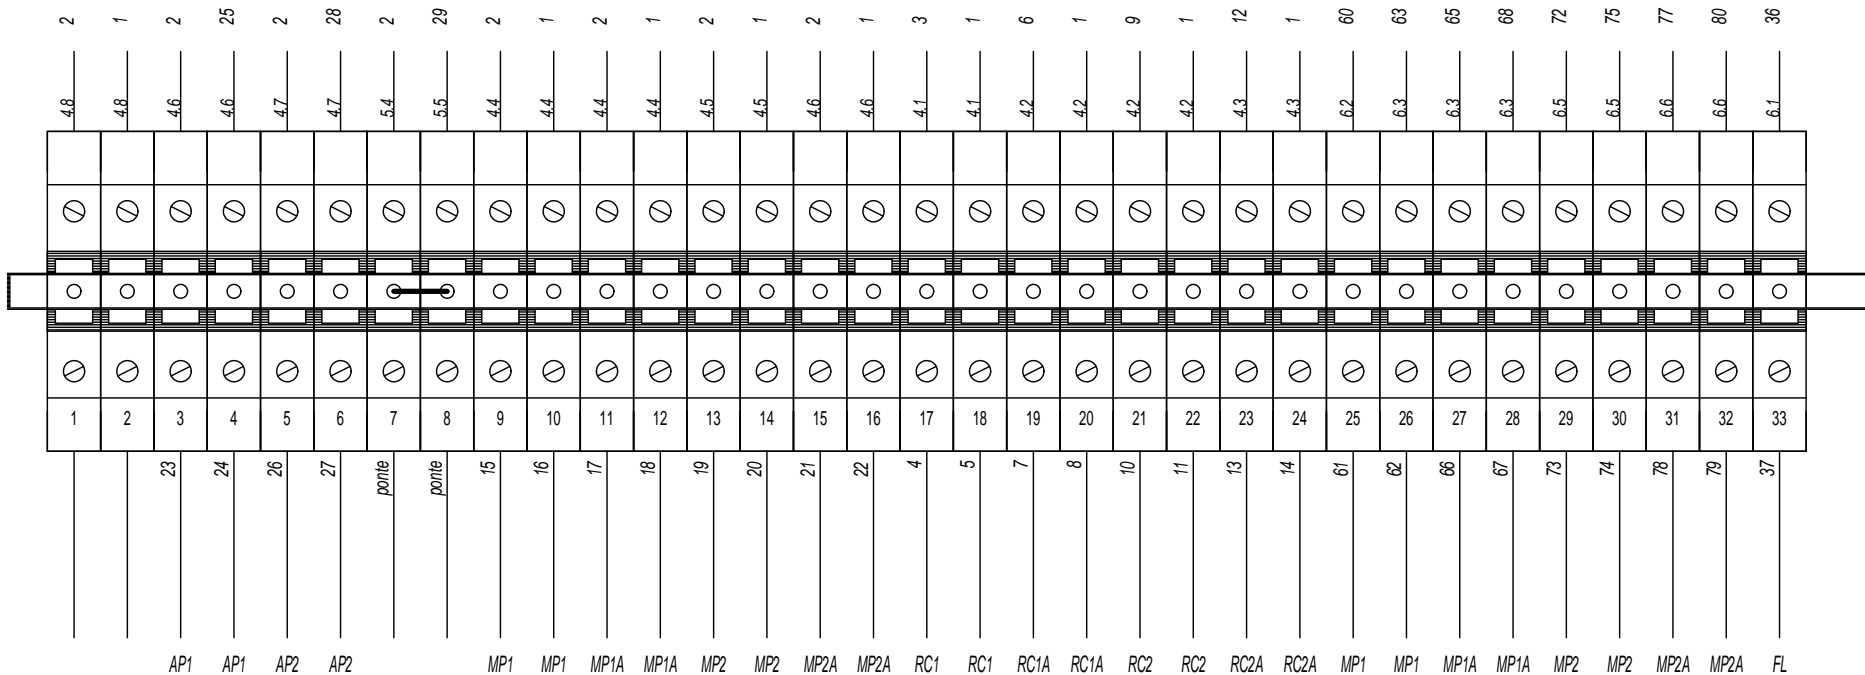 2 1 2 25 2 28 2 29 2 1 2 1 2 1 2 1 3 1 6 1 9 1 12 1 60 63 65 68 72 75 77 80 36
4.8 4.8 4.6 4.6 4.7 4.7 5.4 5.5 4.4 4.4 4.4 4.4 4.5 4.5 4.6 4.6 4.1 4.1 4.2 4.2 4.2 4.2 4.3 4.3 6.2 6.3 6.3 6.3 6.5 6.5 6.6 6.6 6.1
1 2 3 4 5 6 7 8 9 10 11 12 13 14 15 16 17 18 19 20 21 22 23 24 25 26 27 28 29 30 31 32 33
23 24 26 27 ponte ponte 15 16 17 18 19 20 21 22 4 5 7 8 10 11 13 14 61 62 66 67 73 74 78 79 37
AP1 AP1 AP2 AP2 MP1 MP1 MP1A MP1A MP2 MP2 MP2A MP2A RC1 RC1 RC1A RC1A RC2 RC2 RC2A RC2A MP1 MP1 MP1A MP1A MP2 MP2 MP2A MP2A FL